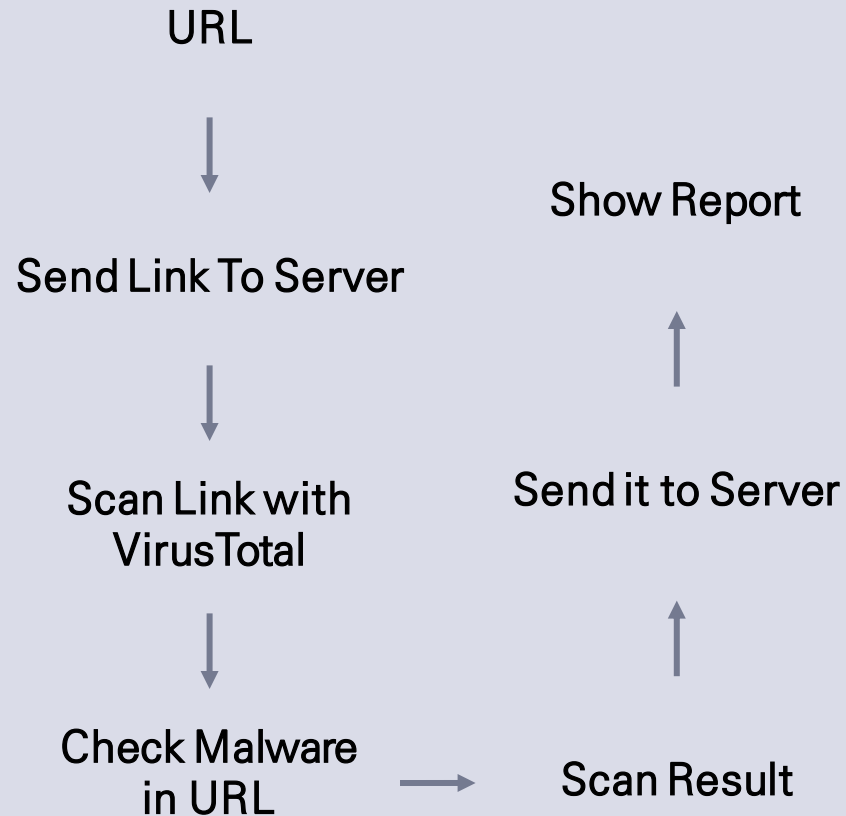 URL
Send Link To Server
Scan Link with
VirusTotal
Check Malware
in URL
Scan Result
Send it to Server
Show Report